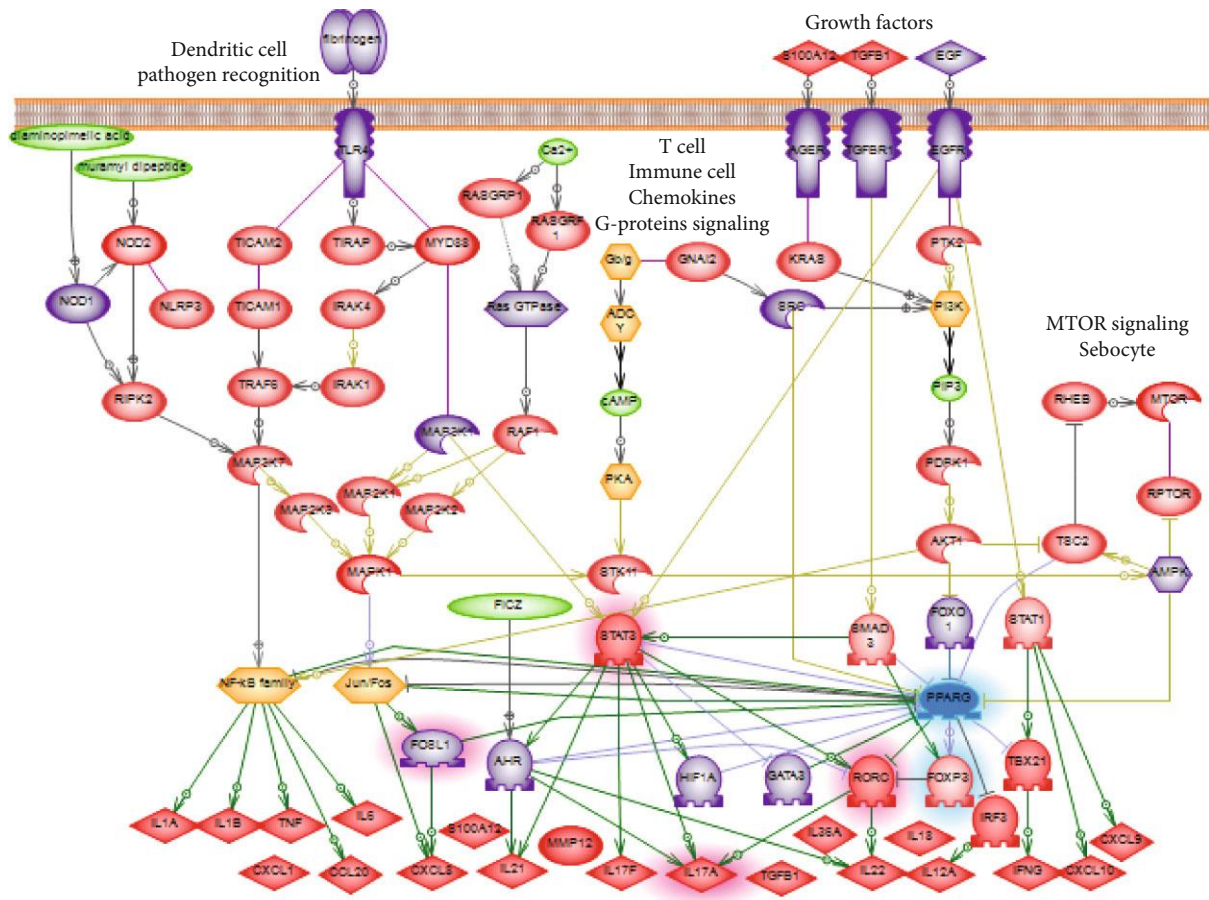 Growth factors
fibrinogen
Dendritic cell
pathogen recognition
S100A12
TGFB1
EGF
diaminopimelic acid
muramyl dipeptide
TLR4
Ca2+
AGER
TGFBR1
EGFR
T cell
Immune cell
Chemokines
G-proteins signaling
RASGRP1
RASGRF
1
NOD2
TICAM2
TIRAP
MYD88
Gb/g
GNAI2
KRAS
PTK2
NOD1
NLRP3
TICAM1
IRAK4
Ras GTPase
ADC
Y
SRC
PI3K
MTOR signaling
Sebocyte
RIPK2
TRAF6
IRAK1
cAMP
PIP3
RHEB
MTOR
MAP3K1
RAF1
MAP3K7
PDPK1
MAP2K1
PKA
RPTOR
MAP2K3
MAP2K2
AKT1
TSC2
MAPK1
STK11
AMPK
FICZ
STAT3
SMAD
3
FOXO
1
STAT1
NF-kB family
Jun/Fos
PPARG
FOSL1
AHR
HIF1A
GATA3
RORC
FOXP3
TBX21
IRF3
IL1A
IL1B
TNF
IL6
S100A12
MMP12
IL36A
IL18
CXCL9
CXCL1
CCL20
CXCL8
IL21
IL17F
IL17A
TGFB1
IL22
IL12A
IFNG
CXCL10